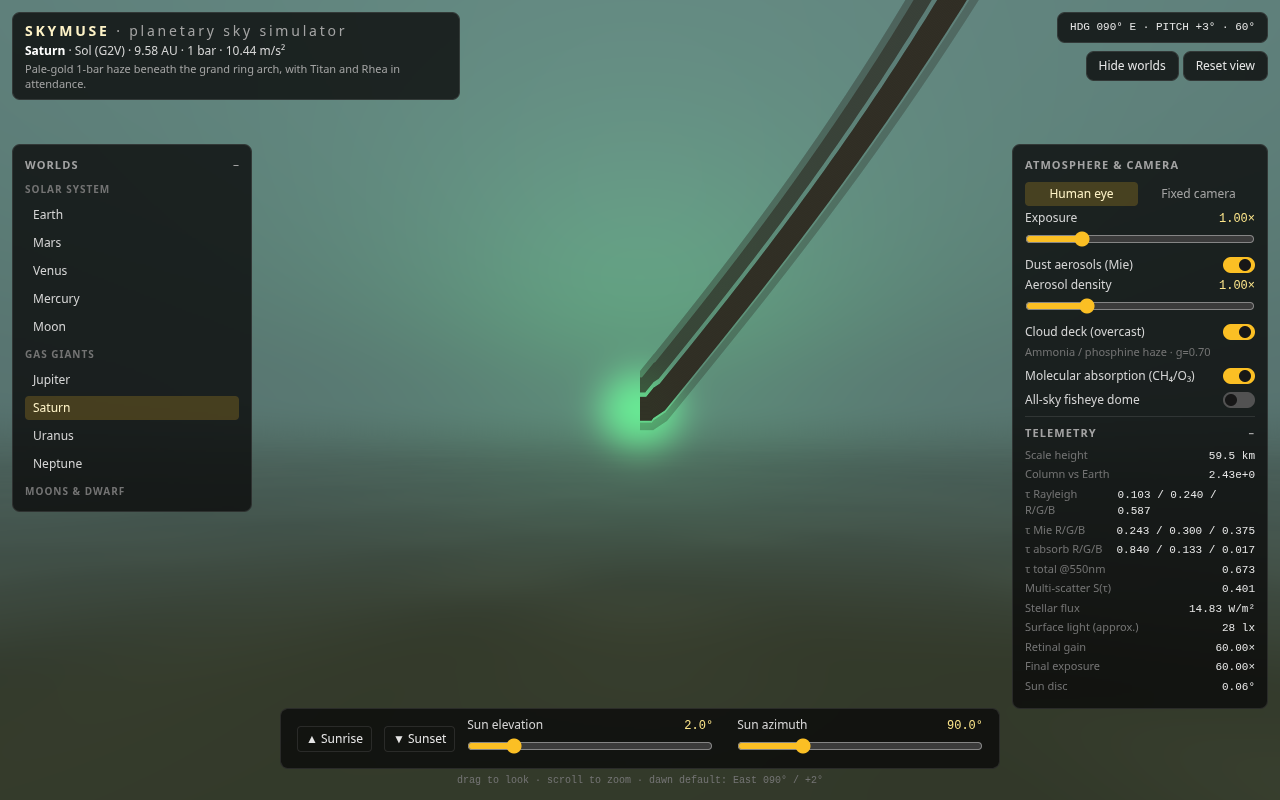 SKYMUSE · planetary sky simulator
Saturn · Sol (G2V) · 9.58 AU · 1 bar · 10.44 m/s²
Pale-gold 1-bar haze beneath the grand ring arch, with Titan and Rhea in
attendance.
HDG 090° E · PITCH +3° · 60°
Hide worlds
Reset view
WORLDS –
SOLAR SYSTEM
Earth
Mars
Venus
Mercury
Moon
GAS GIANTS
Jupiter
Saturn
Uranus
Neptune
MOONS & DWARF
ATMOSPHERE & CAMERA
Human eye
Fixed camera
Exposure 1.00×
Dust aerosols (Mie)
Aerosol density 1.00×
Cloud deck (overcast)
Ammonia / phosphine haze · g=0.70
Molecular absorption (CH₄/O₃)
All-sky fisheye dome
TELEMETRY –
Scale height 59.5 km
Column vs Earth 2.43e+0
τ Rayleigh 0.103 / 0.240 /
R/G/B 0.587
τ Mie R/G/B 0.243 / 0.300 / 0.375
τ absorb R/G/B 0.840 / 0.133 / 0.017
τ total @550nm 0.673
Multi-scatter S(τ) 0.401
Stellar flux 14.83 W/m²
Surface light (approx.) 28 lx
Retinal gain 60.00×
Final exposure 60.00×
Sun disc 0.06°
▲ Sunrise
▼ Sunset
Sun elevation 2.0°
Sun azimuth 90.0°
drag to look · scroll to zoom · dawn default: East 090° / +2°